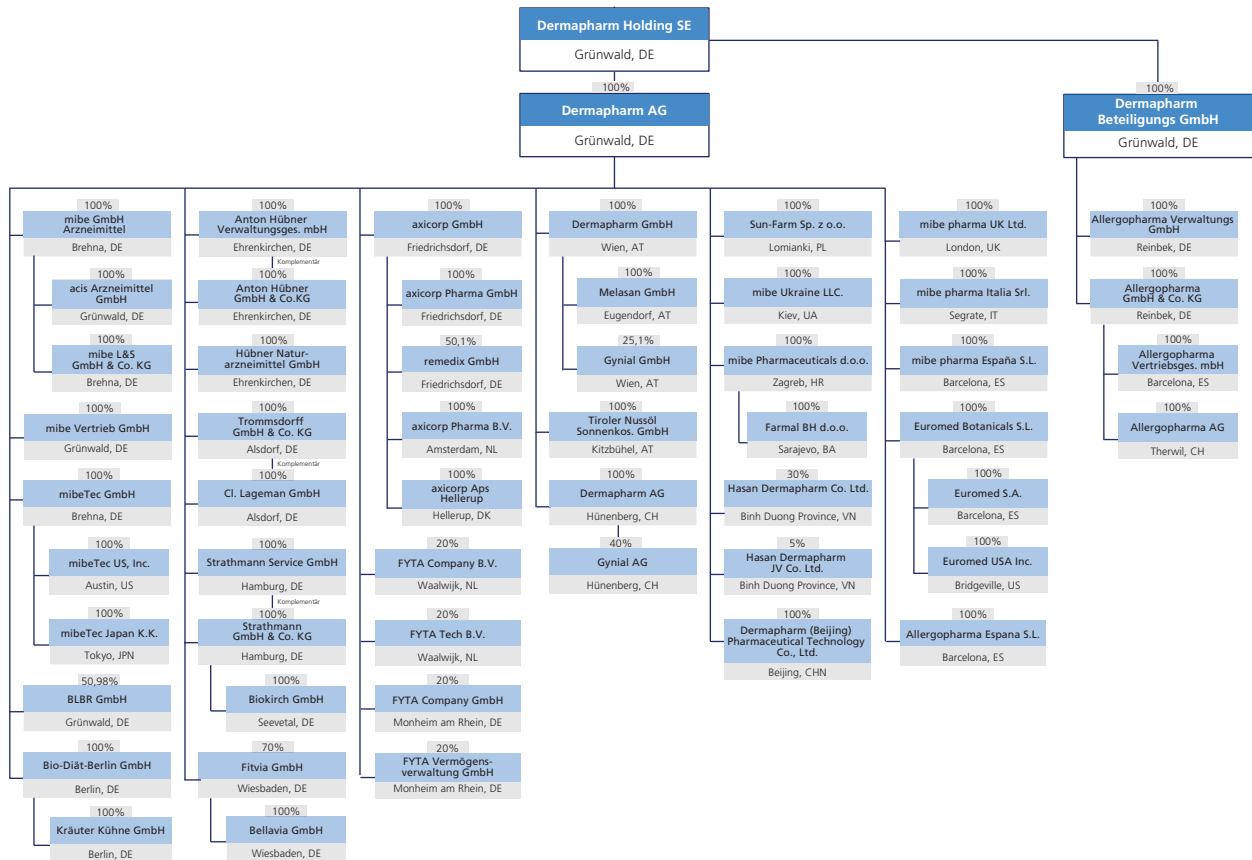 Dermapharm Holding SE
Grünwald, DE
100%
Dermapharm AG
Grünwald, DE
100%
Dermapharm
Beteiligungs GmbH
Grünwald, DE
100%
mibe GmbH
Arzneimittel
Brehna, DE
100%
acis Arzneimittel
GmbH
Grünwald, DE
100%
mibe L&S
GmbH & Co. KG
Brehna, DE
100%
mibe Vertrieb GmbH
Grünwald, DE
100%
mibeTec GmbH
Brehna, DE
100%
mibeTec US, Inc.
Austin, US
100%
mibeTec Japan K.K.
Tokyo, JPN
50,98%
BLBR GmbH
Grünwald, DE
100%
Bio-Diät-Berlin GmbH
Berlin, DE
100%
Kräuter Kühne GmbH
Berlin, DE
100%
Anton Hübner
Verwaltungsges. mbH
Ehrenkirchen, DE
Komplementär
100%
Anton Hübner
GmbH & Co.KG
Ehrenkirchen, DE
100%
Hübner Natur-
arzneimittel GmbH
Ehrenkirchen, DE
100%
Trommsdorff
GmbH & Co. KG
Alsdorf, DE
Komplementär
100%
Cl. Lageman GmbH
Alsdorf, DE
100%
Strathmann Service GmbH
Hamburg, DE
Komplementär
100%
Strathmann
GmbH & Co. KG
Hamburg, DE
100%
Biokirch GmbH
Seevetal, DE
70%
Fitvia GmbH
Wiesbaden, DE
100%
Bellavia GmbH
Wiesbaden, DE
100%
axicorp GmbH
Friedrichsdorf, DE
100%
axicorp Pharma GmbH
Friedrichsdorf, DE
50,1%
remedix GmbH
Friedrichsdorf, DE
100%
axicorp Pharma B.V.
Amsterdam, NL
100%
axicorp Aps
Hellerup
Hellerup, DK
20%
FYTA Company B.V.
Waalwijk, NL
20%
FYTA Tech B.V.
Waalwijk, NL
20%
FYTA Company GmbH
Monheim am Rhein, DE
20%
FYTA Vermögens-
verwaltung GmbH
Monheim am Rhein, DE
100%
Dermapharm GmbH
Wien, AT
100%
Melasan GmbH
Eugendorf, AT
25,1%
Gynial GmbH
Wien, AT
100%
Tiroler Nussöl
Sonnenkos. GmbH
Kitzbühel, AT
100%
Dermapharm AG
Hünenberg, CH
40%
Gynial AG
Hünenberg, CH
100%
Sun-Farm Sp. z o.o.
Lomianki, PL
100%
mibe Ukraine LLC.
Kiev, UA
100%
mibe Pharmaceuticals d.o.o.
Zagreb, HR
100%
Farmal BH d.o.o.
Sarajevo, BA
30%
Hasan Dermapharm Co. Ltd.
Binh Duong Province, VN
5%
Hasan Dermapharm
JV Co. Ltd.
Binh Duong Province, VN
100%
Dermapharm (Beijing)
Pharmaceutical Technology
Co., Ltd.
Beijing, CHN
100%
mibe pharma UK Ltd.
London, UK
100%
mibe pharma Italia Srl.
Segrate, IT
100%
mibe pharma España S.L.
Barcelona, ES
100%
Euromed Botanicals S.L.
Barcelona, ES
100%
Euromed S.A.
Barcelona, ES
100%
Euromed USA Inc.
Bridgeville, US
100%
Allergopharma Espana S.L.
Barcelona, ES
100%
Allergopharma Verwaltungs
GmbH
Reinbek, DE
100%
Allergopharma
GmbH & Co. KG
Reinbek, DE
100%
Allergopharma
Vertriebsges. mbH
Barcelona, ES
100%
Allergopharma AG
Therwil, CH